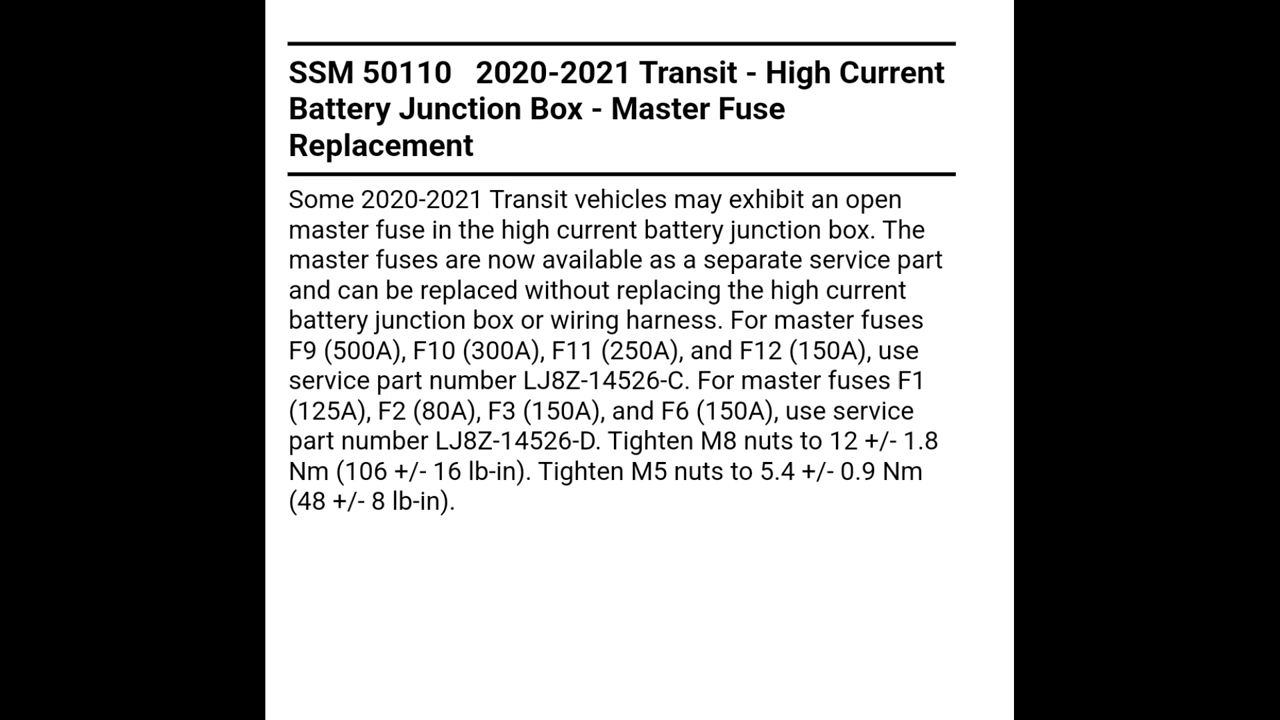 SSM 50110 2020-2021 Transit - High Current
Battery Junction Box - Master Fuse
Replacement
Some 2020-2021 Transit vehicles may exhibit an open
master fuse in the high current battery junction box. The
master fuses are now available as a separate service part
and can be replaced without replacing the high current
battery junction box or wiring harness. For master fuses
F9 (500A), F10 (300A), F11 (250A), and F12 (150A), use
service part number LJ8Z-14526-C. For master fuses F1
(125A), F2 (80A), F3 (150A), and F6 (150A), use service
part number LJ8Z-14526-D. Tighten M8 nuts to 12 +/- 1.8
Nm (106 +/- 16 lb-in). Tighten M5 nuts to 5.4 +/- 0.9 Nm
(48 +/- 8 lb-in).